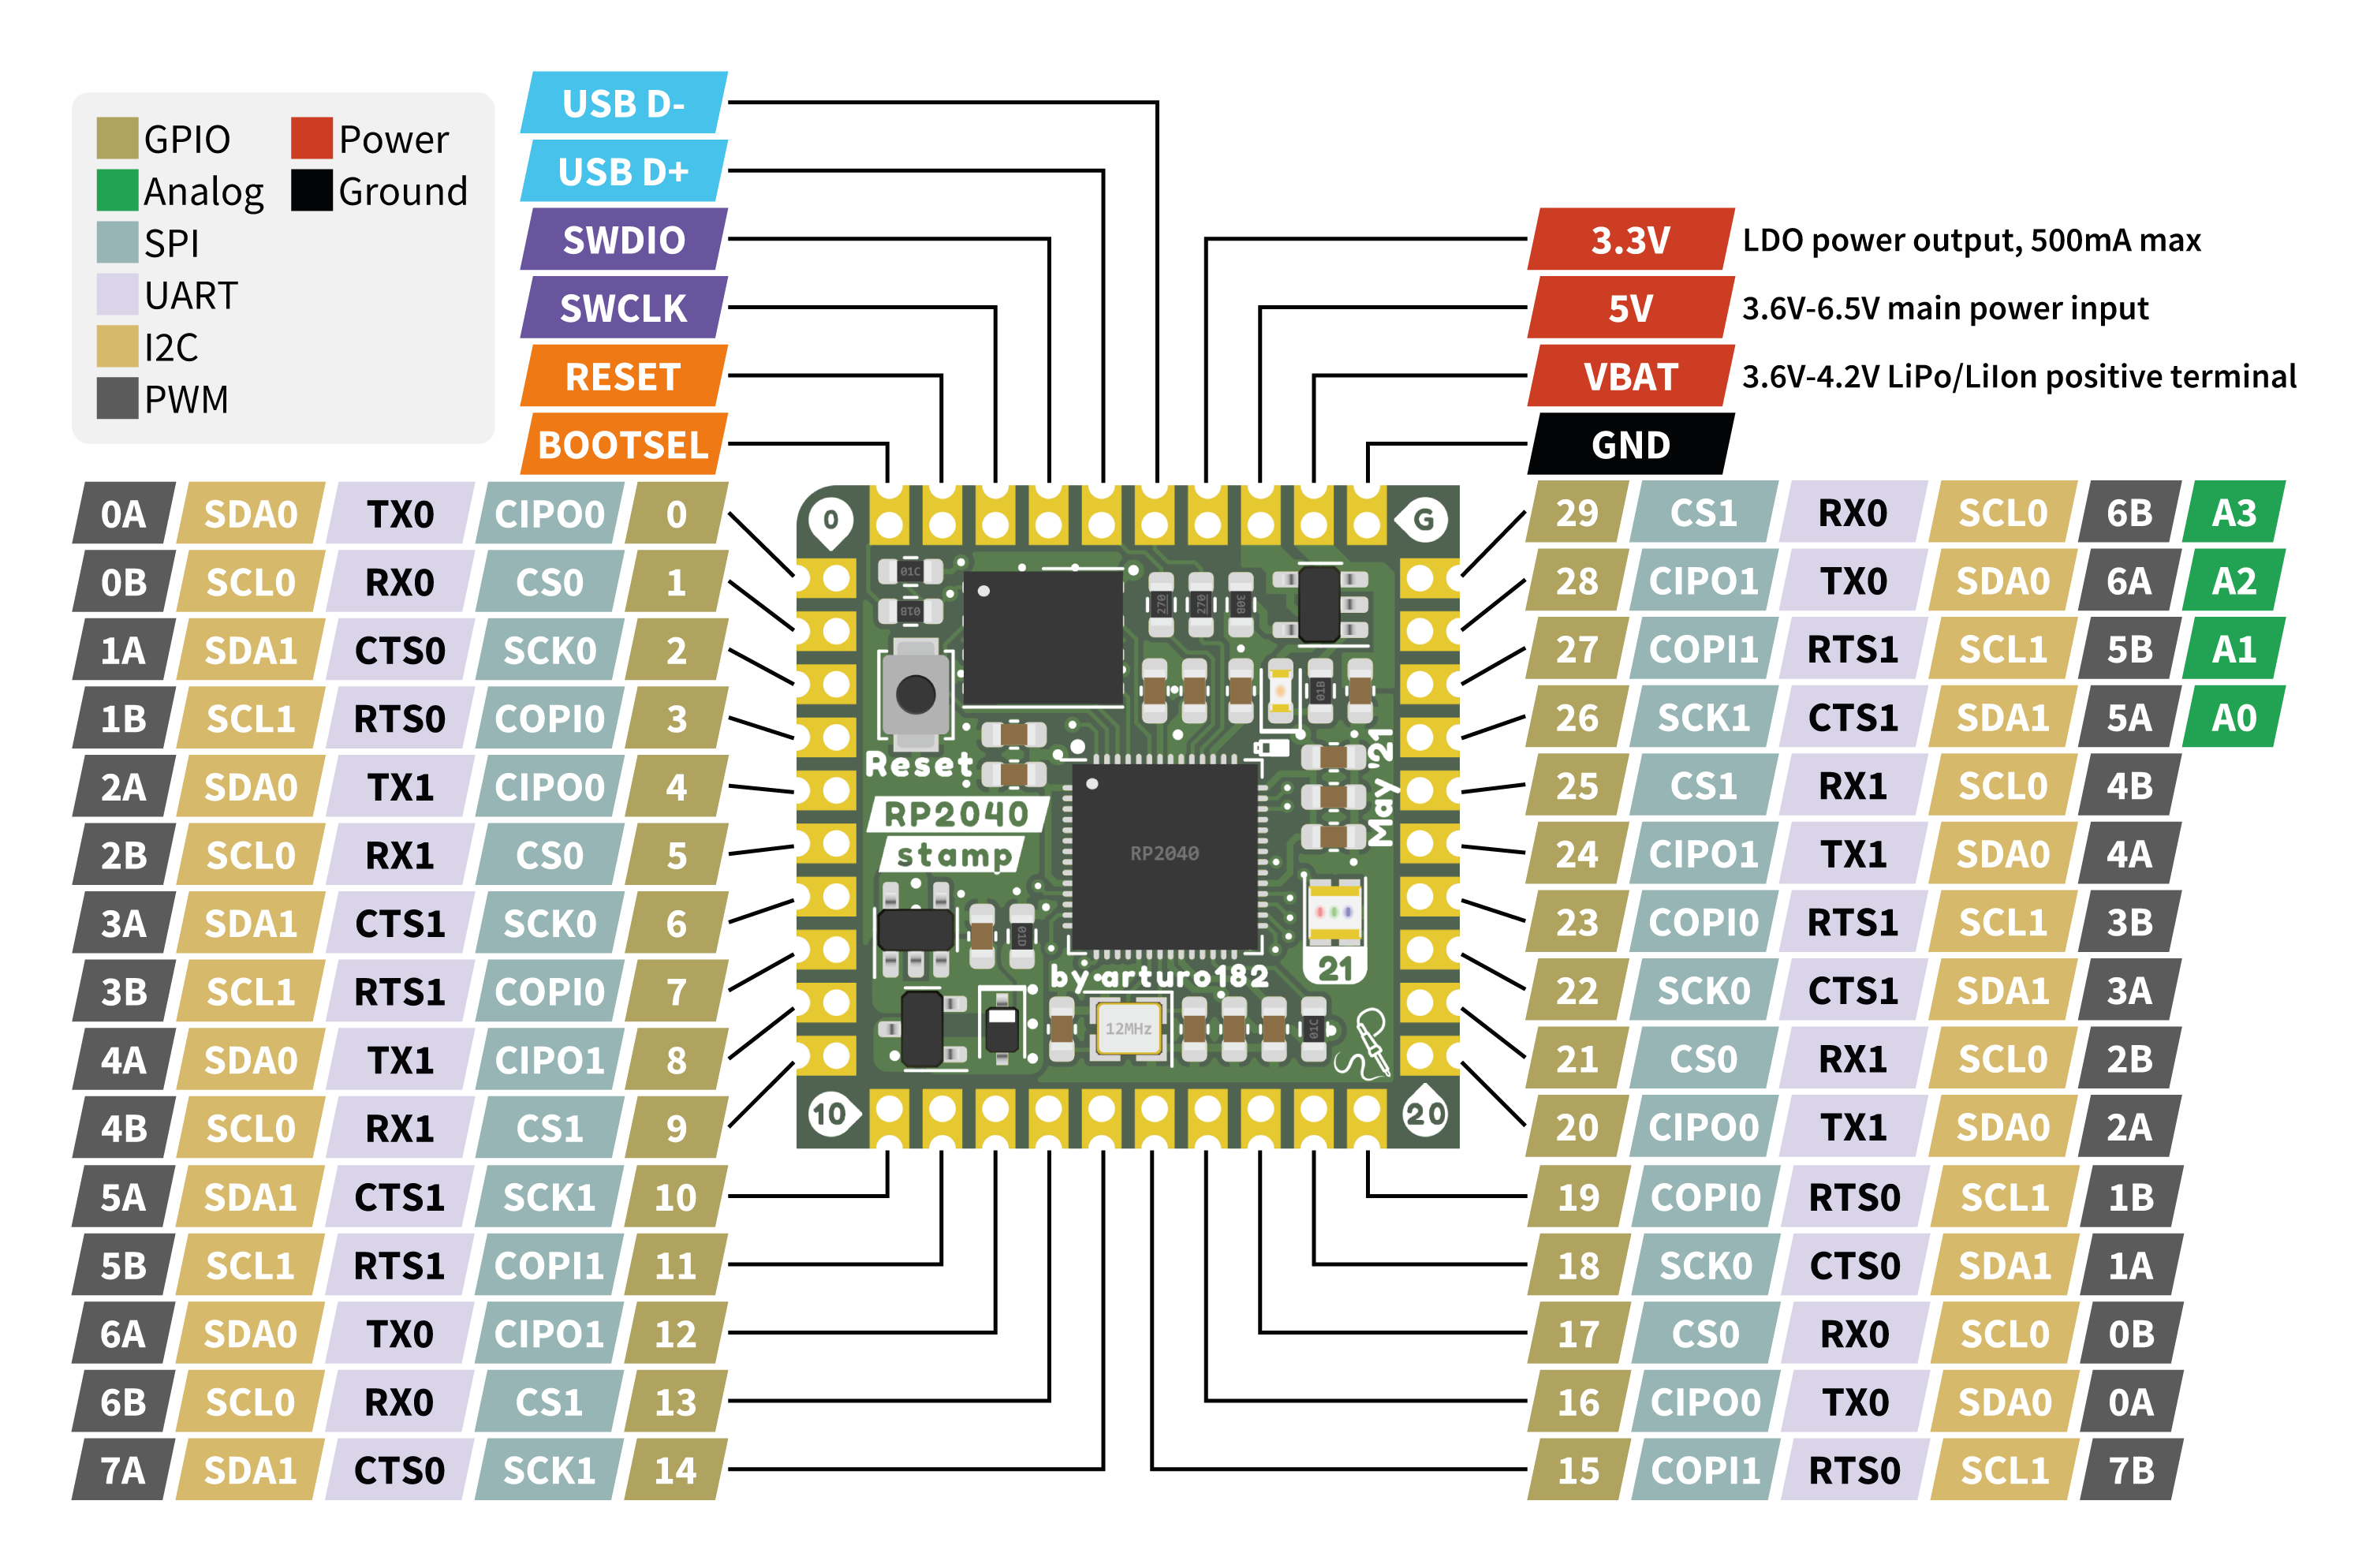 GPIO Power
Analog Ground
SPI
UART
I2C
PWM
USB D-
USB D+
SWDIO
SWCLK
RESET
BOOTSEL
3.3V LDO power output, 500mA max
5V 3.6V-6.5V main power input
VBAT 3.6V-4.2V LiPo/LiIon positive terminal
GND
0A SDA0 TX0 CIPO0 0
0B SCL0 RX0 CS0 1
1A SDA1 CTS0 SCK0 2
1B SCL1 RTS0 COPI0 3
2A SDA0 TX1 CIPO0 4
2B SCL0 RX1 CS0 5
3A SDA1 CTS1 SCK0 6
3B SCL1 RTS1 COPI0 7
4A SDA0 TX1 CIPO1 8
4B SCL0 RX1 CS1 9
5A SDA1 CTS1 SCK1 10
5B SCL1 RTS1 COPI1 11
6A SDA0 TX0 CIPO1 12
6B SCL0 RX0 CS1 13
7A SDA1 CTS0 SCK1 14
0 G
01C
01B
270 270 30B
01B
Reset
May '21
RP2040
stamp
RP2040
01D
by arturo182
21
12MHz
01C
10 20
29 CS1 RX0 SCL0 6B A3
28 CIPO1 TX0 SDA0 6A A2
27 COPI1 RTS1 SCL1 5B A1
26 SCK1 CTS1 SDA1 5A A0
25 CS1 RX1 SCL0 4B
24 CIPO1 TX1 SDA0 4A
23 COPI0 RTS1 SCL1 3B
22 SCK0 CTS1 SDA1 3A
21 CS0 RX1 SCL0 2B
20 CIPO0 TX1 SDA0 2A
19 COPI0 RTS0 SCL1 1B
18 SCK0 CTS0 SDA1 1A
17 CS0 RX0 SCL0 0B
16 CIPO0 TX0 SDA0 0A
15 COPI1 RTS0 SCL1 7B